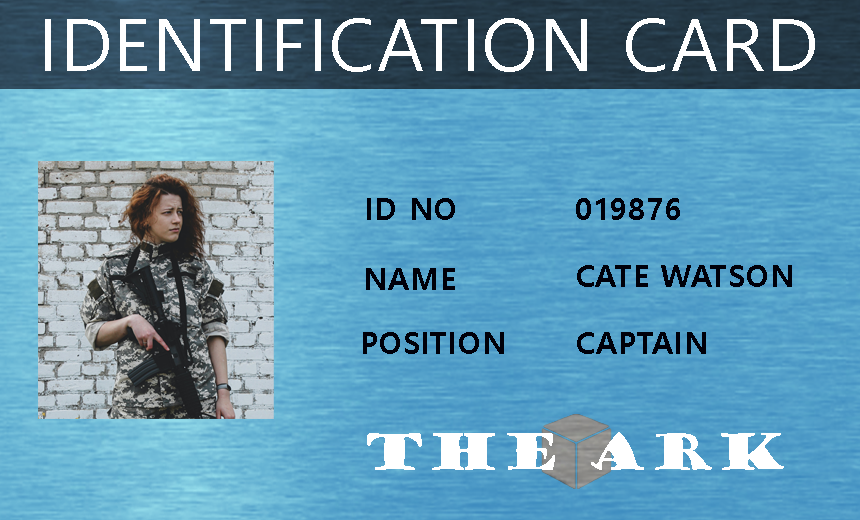 IDENTIFICATION CARD
ID NO 019876
NAME CATE WATSON
POSITION CAPTAIN
THE ARK